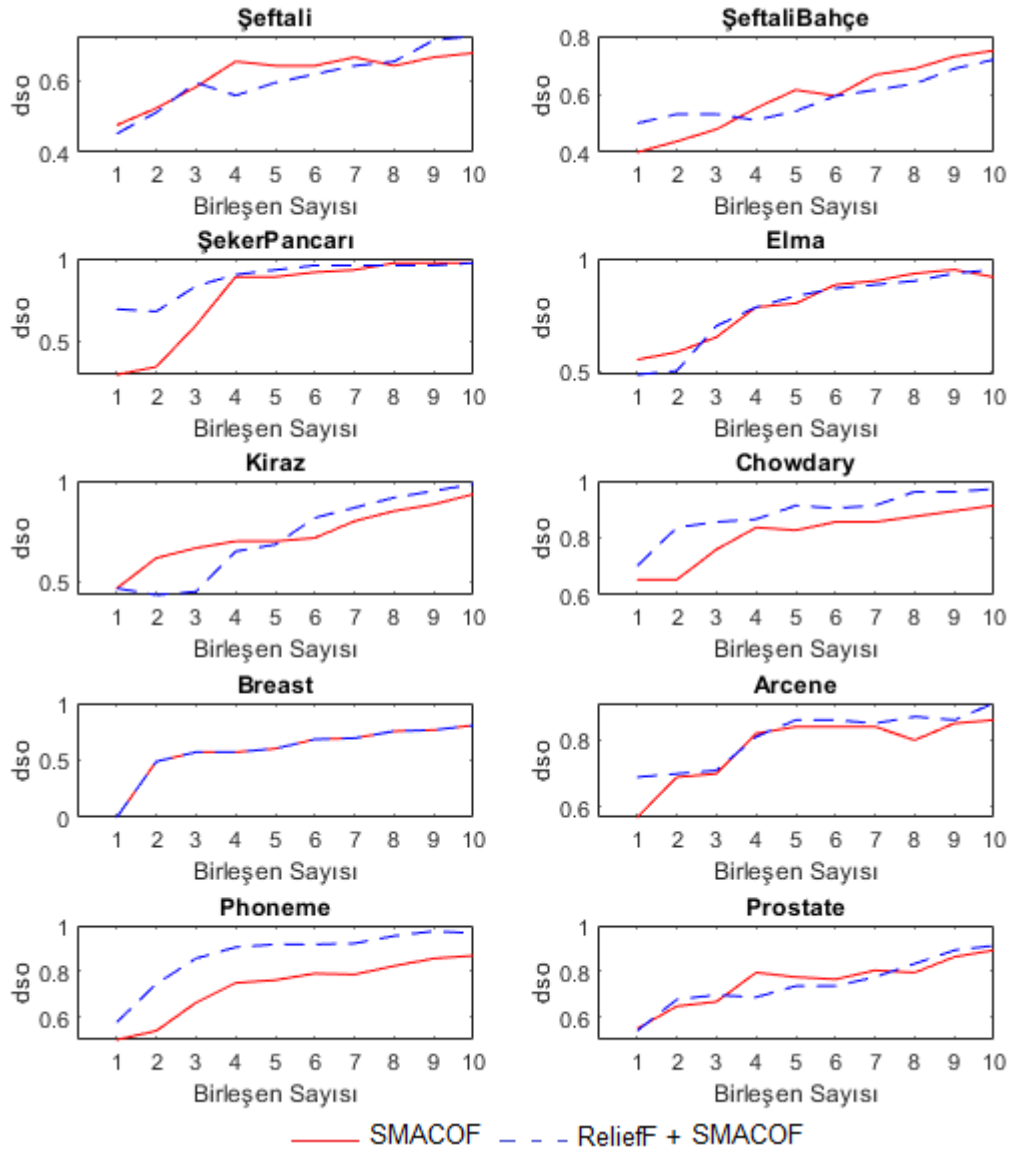 Şeftali
dso
0.6
0.4
1 2 3 4 5 6 7 8 9 10
Birleşen Sayısı
ŞeftaliBahçe
dso
0.8
0.6
0.4
1 2 3 4 5 6 7 8 9 10
Birleşen Sayısı
ŞekerPancarı
dso
1
0.5
1 2 3 4 5 6 7 8 9 10
Birleşen Sayısı
Elma
dso
1
0.5
1 2 3 4 5 6 7 8 9 10
Birleşen Sayısı
Kiraz
dso
1
0.5
1 2 3 4 5 6 7 8 9 10
Birleşen Sayısı
Chowdary
dso
1
0.8
0.6
1 2 3 4 5 6 7 8 9 10
Birleşen Sayısı
Breast
dso
1
0.5
0
1 2 3 4 5 6 7 8 9 10
Birleşen Sayısı
Arcene
dso
0.8
0.6
1 2 3 4 5 6 7 8 9 10
Birleşen Sayısı
Phoneme
dso
1
0.8
0.6
1 2 3 4 5 6 7 8 9 10
Birleşen Sayısı
Prostate
dso
1
0.8
0.6
1 2 3 4 5 6 7 8 9 10
Birleşen Sayısı
SMACOF ReliefF + SMACOF